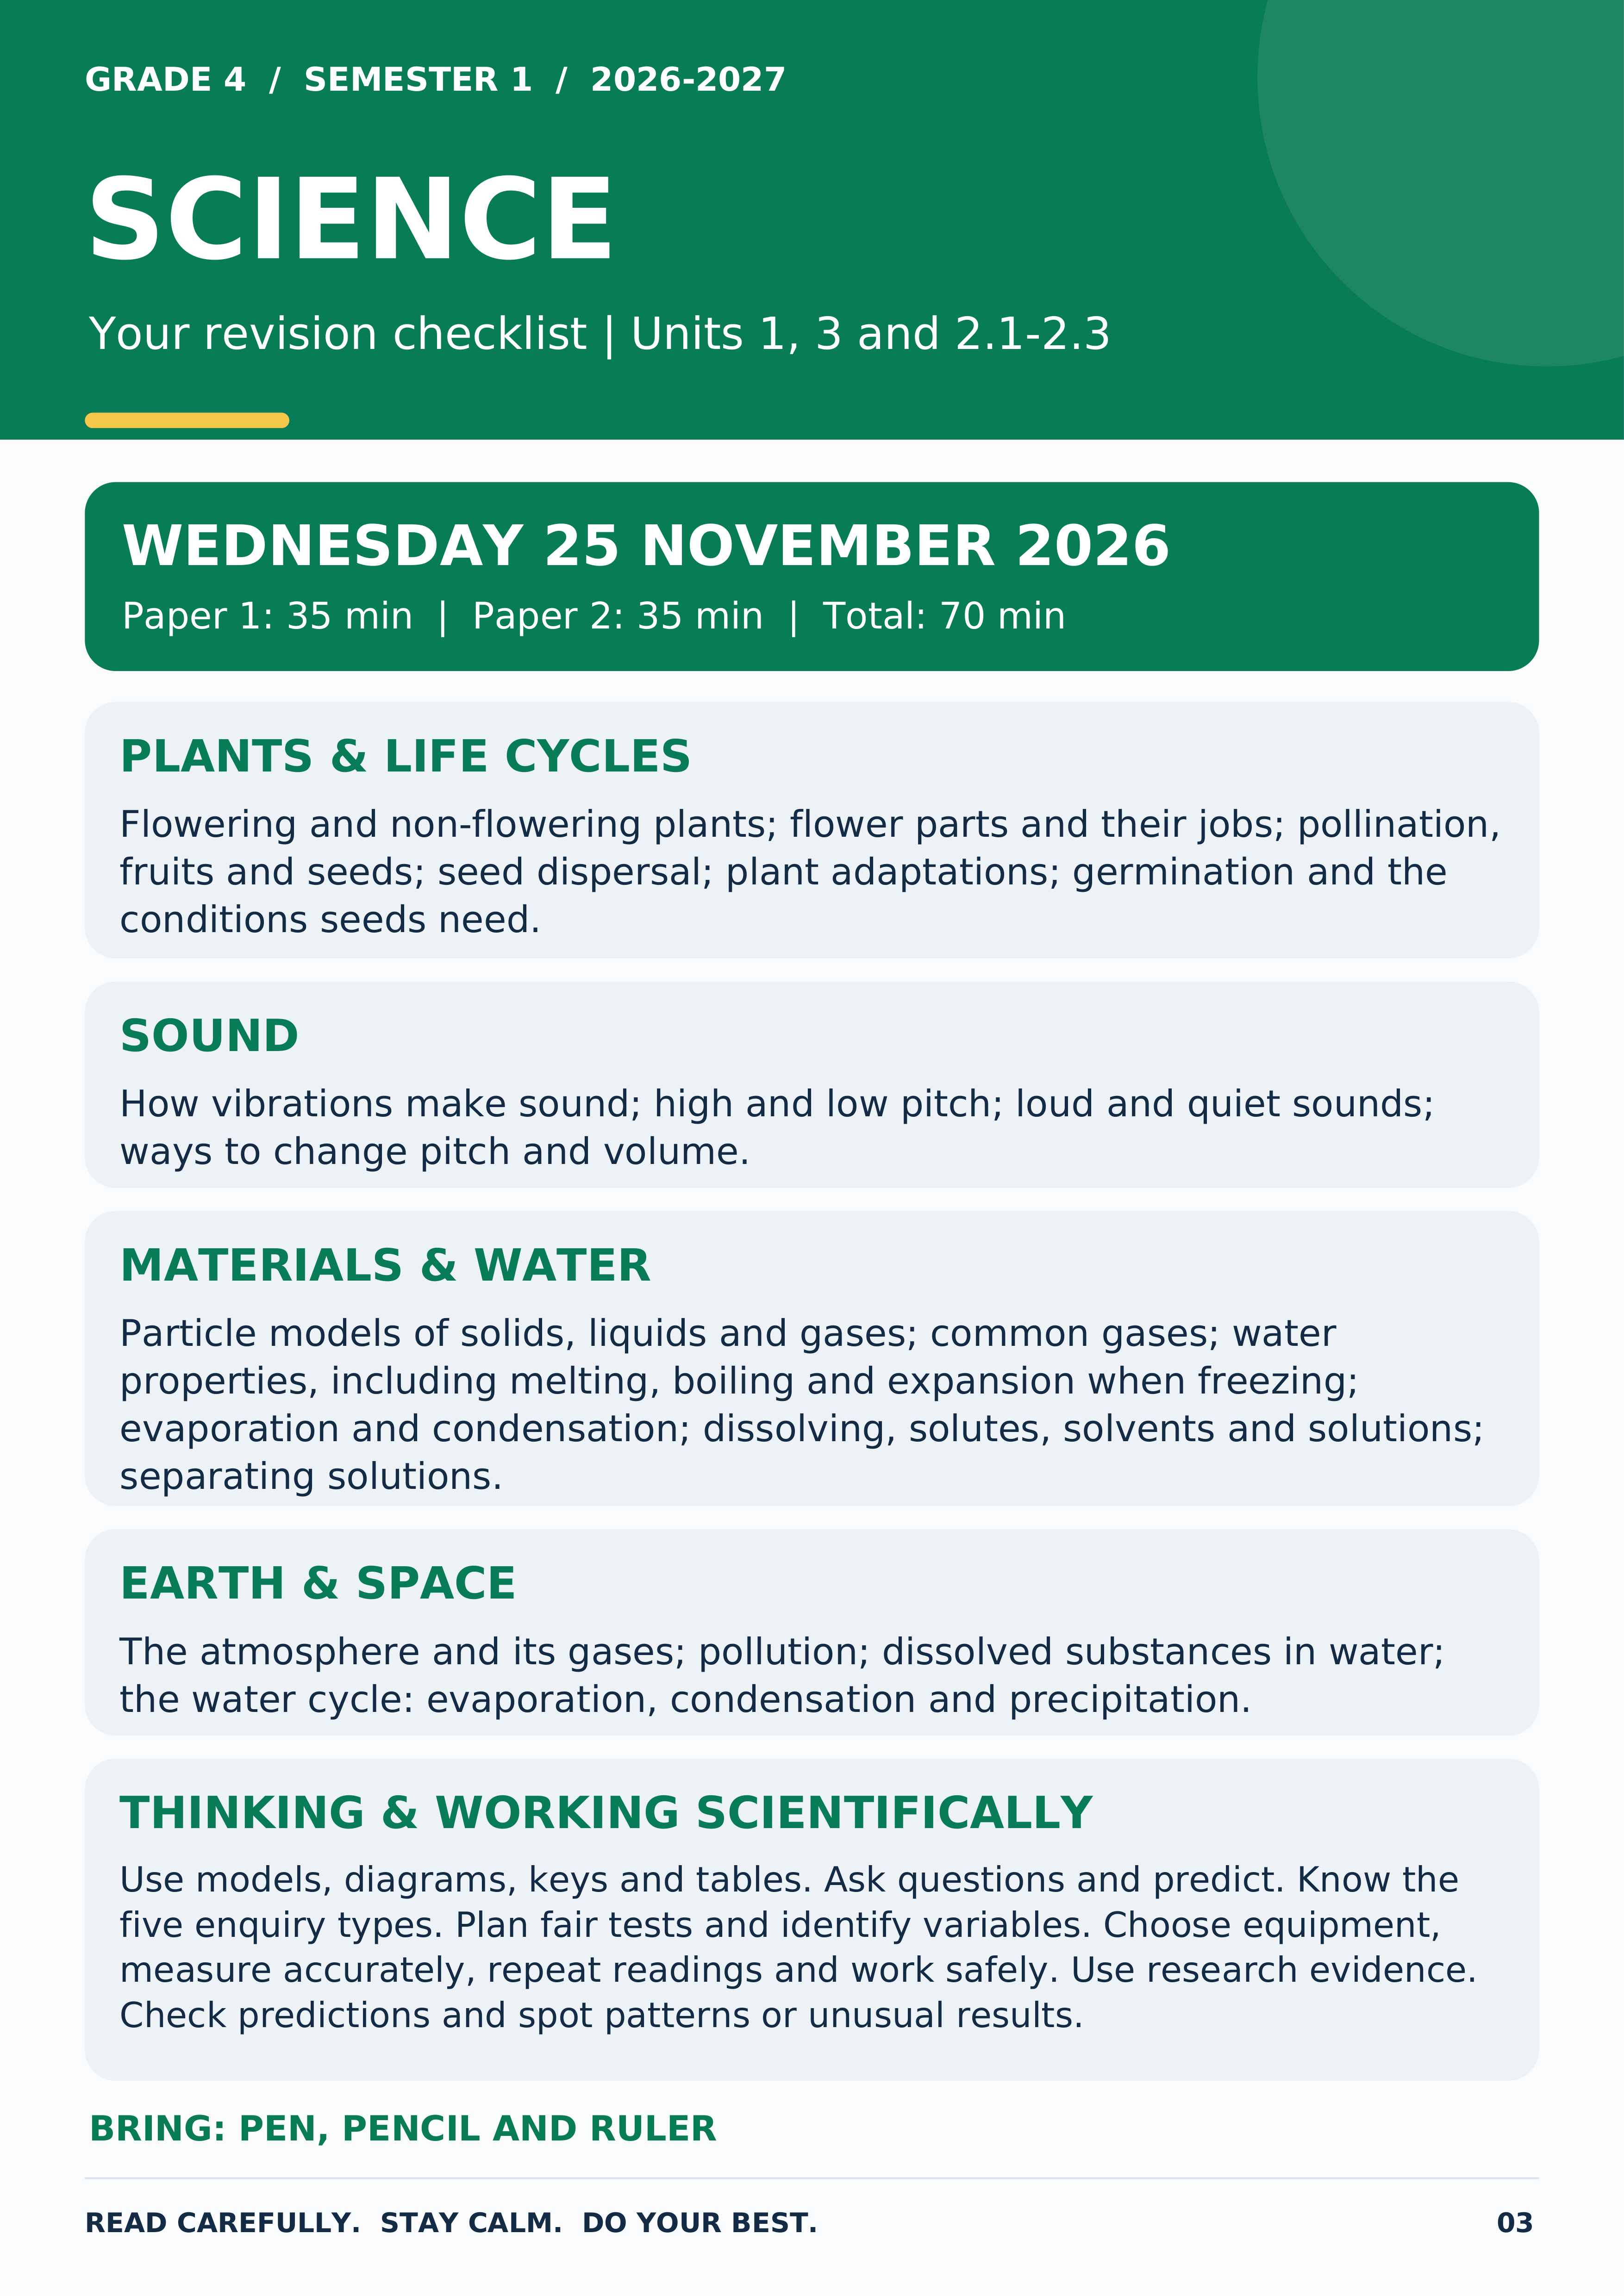 GRADE 4 / SEMESTER 1 / 2026-2027
SCIENCE
Your revision checklist | Units 1, 3 and 2.1-2.3
WEDNESDAY 25 NOVEMBER 2026
Paper 1: 35 min | Paper 2: 35 min | Total: 70 min
PLANTS & LIFE CYCLES
Flowering and non-flowering plants; flower parts and their jobs; pollination,
fruits and seeds; seed dispersal; plant adaptations; germination and the
conditions seeds need.
SOUND
How vibrations make sound; high and low pitch; loud and quiet sounds;
ways to change pitch and volume.
MATERIALS & WATER
Particle models of solids, liquids and gases; common gases; water
properties, including melting, boiling and expansion when freezing;
evaporation and condensation; dissolving, solutes, solvents and solutions;
separating solutions.
EARTH & SPACE
The atmosphere and its gases; pollution; dissolved substances in water;
the water cycle: evaporation, condensation and precipitation.
THINKING & WORKING SCIENTIFICALLY
Use models, diagrams, keys and tables. Ask questions and predict. Know the
five enquiry types. Plan fair tests and identify variables. Choose equipment,
measure accurately, repeat readings and work safely. Use research evidence.
Check predictions and spot patterns or unusual results.
BRING: PEN, PENCIL AND RULER
READ CAREFULLY. STAY CALM. DO YOUR BEST.
03